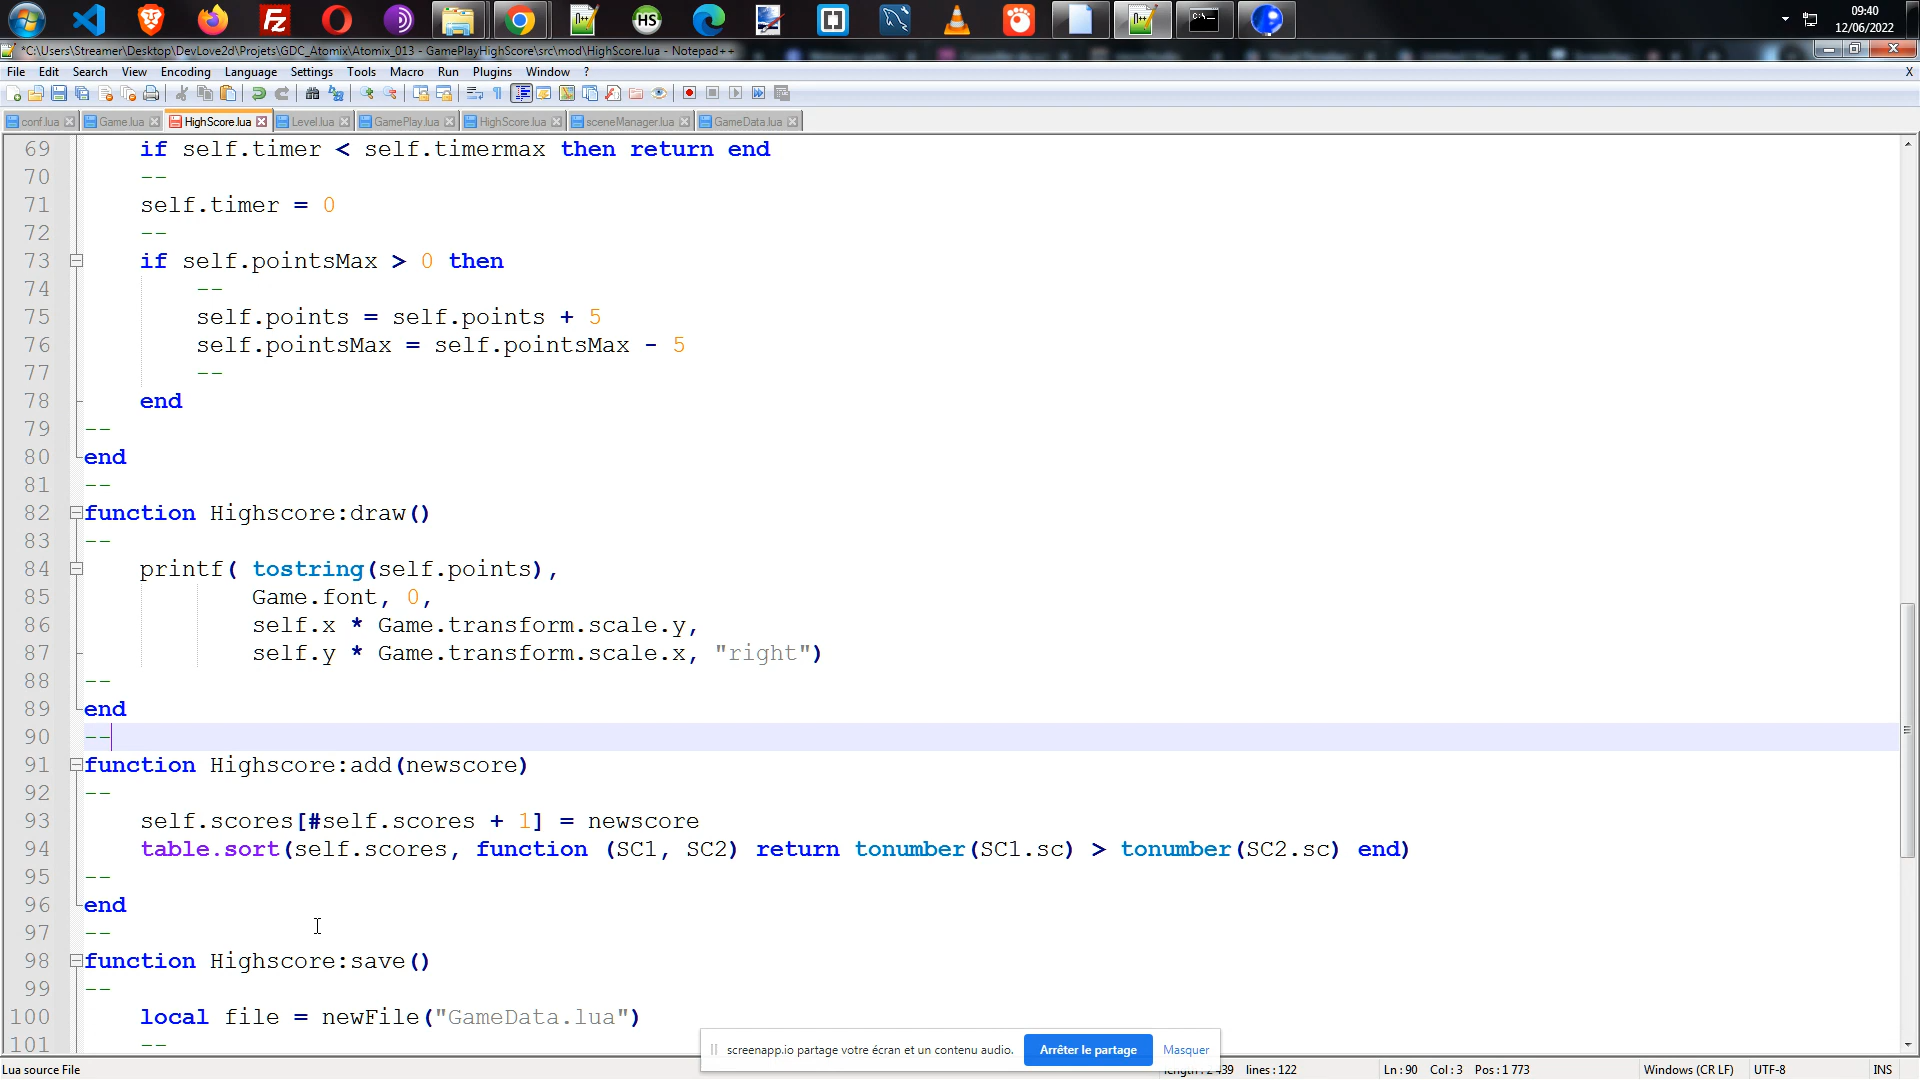 09:40
12/06/2022
*C:\Users\Streamer\Desktop\DevLove2d\Projets\GDC_Atomix\Atomix_013 - GamePlayHighScore\src\mod\HighScore.lua - Notepad++
File Edit Search View Encoding Language Settings Tools Macro Run Plugins Window ? X
conf.lua Game.lua HighScore.lua Level.lua GamePlay.lua HighScore.lua sceneManager.lua GameData.lua
69 if self.timer < self.timermax then return end
70 --
71 self.timer = 0
72 --
73 if self.pointsMax > 0 then
74 --
75 self.points = self.points + 5
76 self.pointsMax = self.pointsMax - 5
77 --
78 end
79 --
80 end
81 --
82 function Highscore:draw()
83 --
84 printf( tostring(self.points),
85 Game.font, 0,
86 self.x * Game.transform.scale.y,
87 self.y * Game.transform.scale.x, "right")
88 --
89 end
90 --
91 function Highscore:add(newscore)
92 --
93 self.scores[#self.scores + 1] = newscore
94 table.sort(self.scores, function (SC1, SC2) return tonumber(SC1.sc) > tonumber(SC2.sc) end)
95 --
96 end
97 --
98 function Highscore:save()
99 --
100 local file = newFile("GameData.lua")
101 --
screenapp.io partage votre écran et un contenu audio. Arrêter le partage Masquer
Lua source File lines: 122 Ln: 90 Col: 3 Pos: 1 773 Windows (CR LF) UTF-8 INS